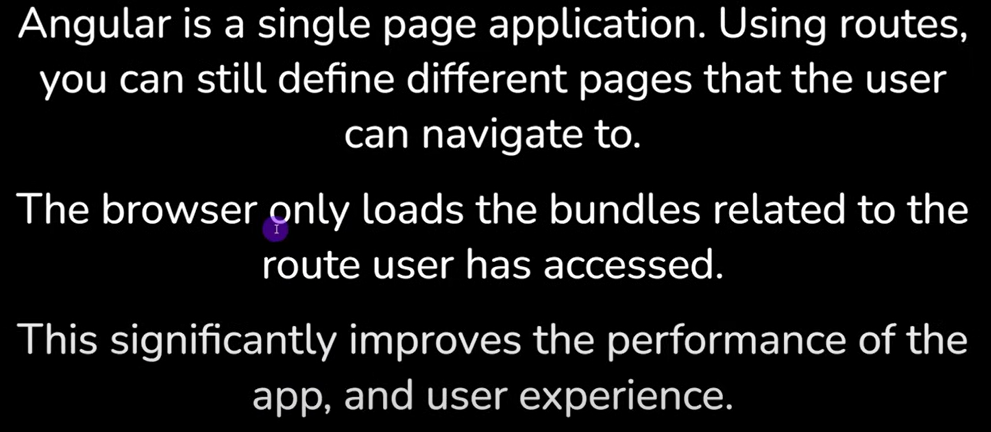 Angular is a single page application. Using routes,
you can still define different pages that the user
can navigate to.
The browser only loads the bundles related to the
route user has accessed.
This significantly improves the performance of the
app, and user experience.